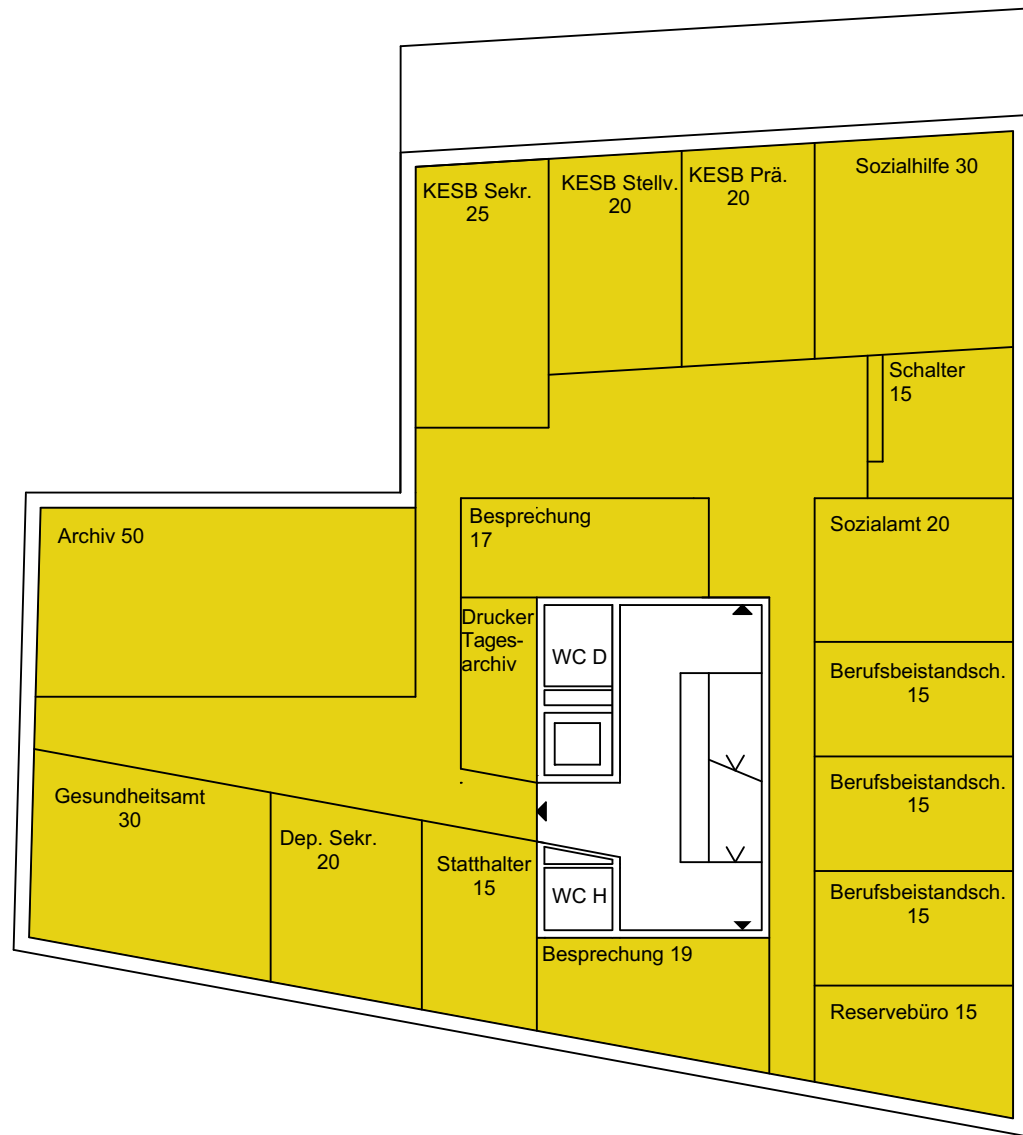 KESB Sekr.
25
KESB Stellv.
20
KESB Prä.
20
Sozialhilfe 30
Schalter
15
Archiv 50
Besprechung
17
Sozialamt 20
Drucker
Tages-
archiv
WC D
Berufsbeistandsch.
15
Berufsbeistandsch.
15
Gesundheitsamt
30
Dep. Sekr.
20
Statthalter
15
WC H
Berufsbeistandsch.
15
Besprechung 19
Reservebüro 15